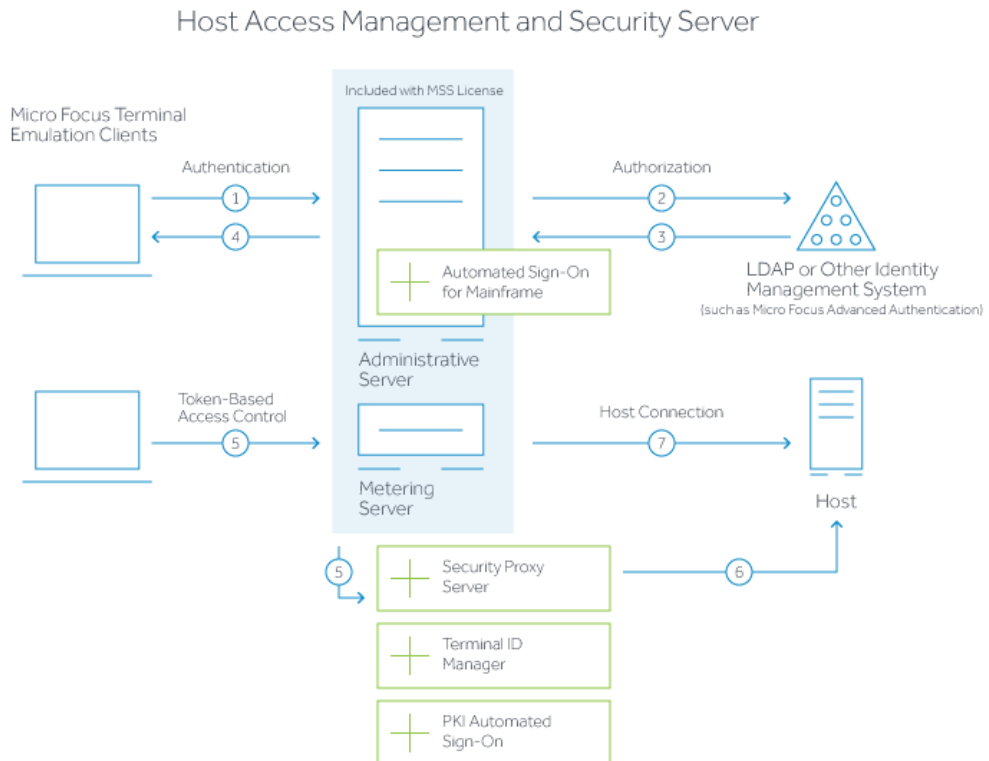 Host Access Management and Security Server
Included with MSS License
Micro Focus Terminal
Emulation Clients
Authentication
1
4
Authorization
2
3
Automated Sign-On
for Mainframe
LDAP or Other Identity
Management System
(such as Micro Focus Advanced Authentication)
Administrative
Server
Token-Based
Access Control
5
Host Connection
7
Metering
Server
Host
5
Security Proxy
Server
6
Terminal ID
Manager
PKI Automated
Sign-On